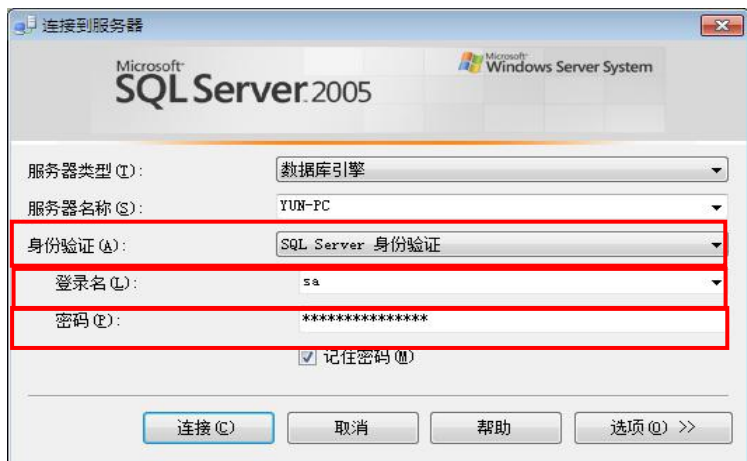 连接到服务器
Microsoft
SQL Server 2005
Microsoft
Windows Server System
服务器类型(T): 数据库引擎
服务器名称(S): YUN-PC
身份验证(A): SQL Server 身份验证
登录名(L): sa
密码(P): ***************
记住密码(M)
连接(C) 取消 帮助 选项(O) >>